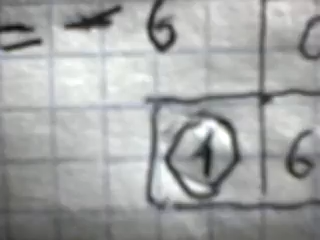 = - 6
1 6